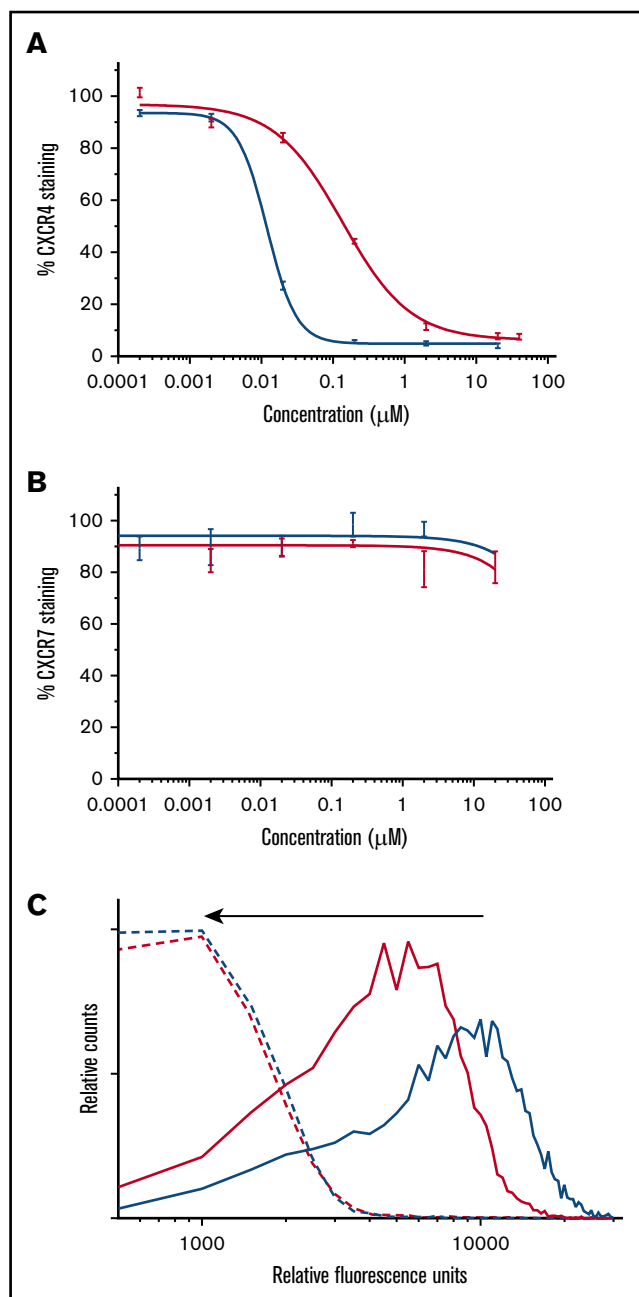 A
100
80
60
40
20
0
% CXCR4 staining
0.0001 0.001 0.01 0.1 1 10 100
Concentration (μM)
B
100
80
60
40
20
0
% CXCR7 staining
0.0001 0.001 0.01 0.1 1 10 100
Concentration (μM)
C
Relative counts
1000 10000
Relative fluorescence units